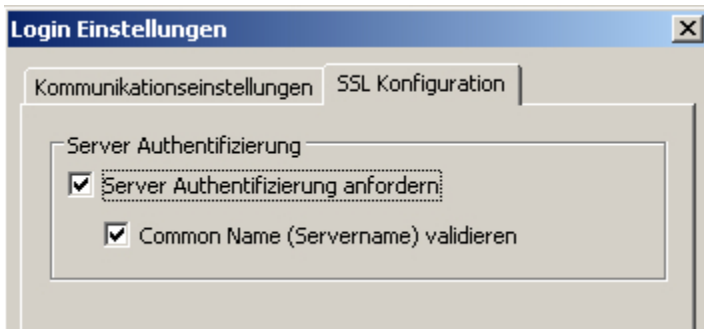 Login Einstellungen
Kommunikationseinstellungen SSL Konfiguration
Server Authentifizierung
Server Authentifizierung anfordern
Common Name (Servername) validieren